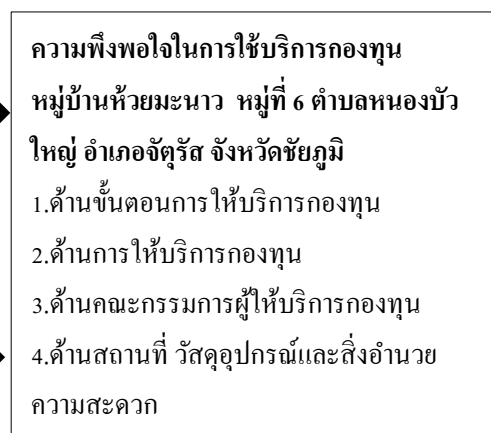 ความพึงพอใจในการใช้บริการกองทุน
หมู่บ้านห้วยมะนาว หมู่ที่ 6 ตำบลหนองบัว
ใหญ่ อำเภอจัตุรัส จังหวัดชัยภูมิ
1.ด้านขั้นตอนการให้บริการกองทุน
2.ด้านการให้บริการกองทุน
3.ด้านคณะกรรมการผู้ให้บริการกองทุน
4.ด้านสถานที่ วัสดุอุปกรณ์และสิ่งอำนวย
ความสะดวก